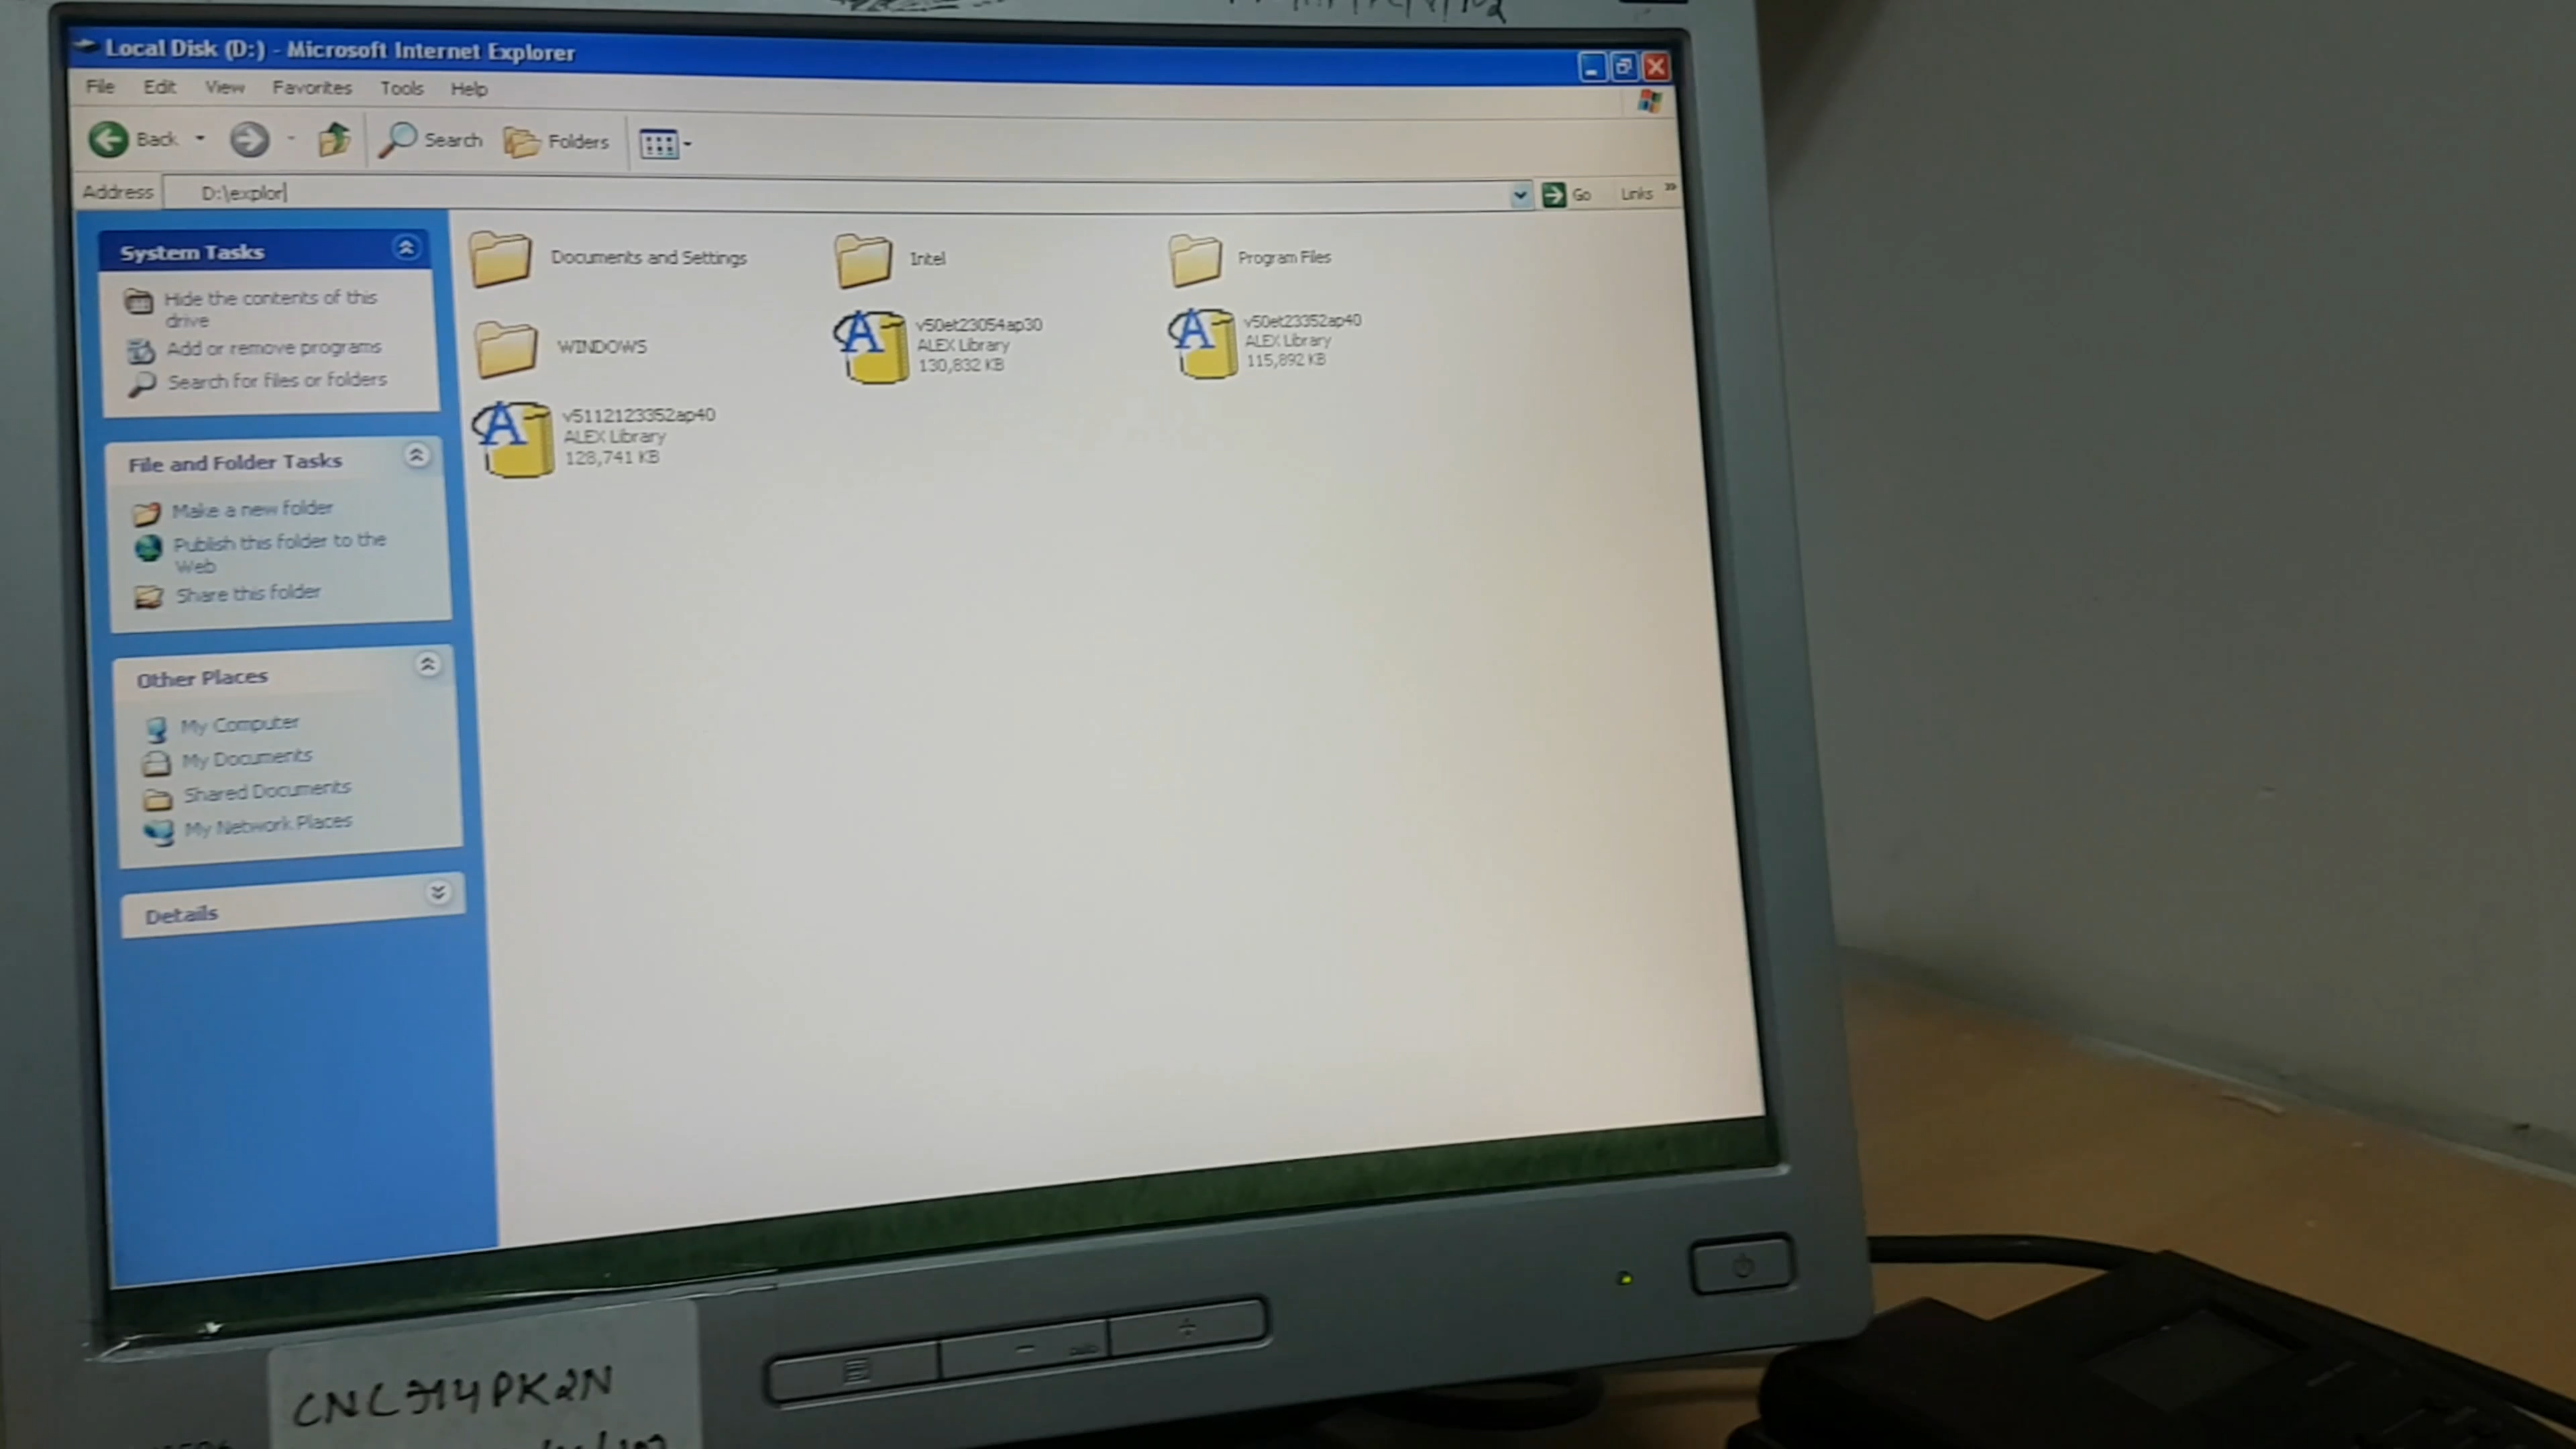 Local Disk (D:) - Microsoft Internet Explorer
File Edit View Favorites Tools Help
Back Search Folders
Address D:\explor Go Links »
System Tasks
Hide the contents of this
drive
Add or remove programs
Search for files or folders
File and Folder Tasks
Make a new folder
Publish this folder to the
Web
Share this folder
Other Places
My Computer
My Documents
Shared Documents
My Network Places
Details
Documents and Settings
Intel
Program Files
WINDOWS
v50et23054ap30
ALEX Library
130,832 KB
v50et23352ap40
ALEX Library
115,892 KB
v5112123352ap40
ALEX Library
128,741 KB
auto